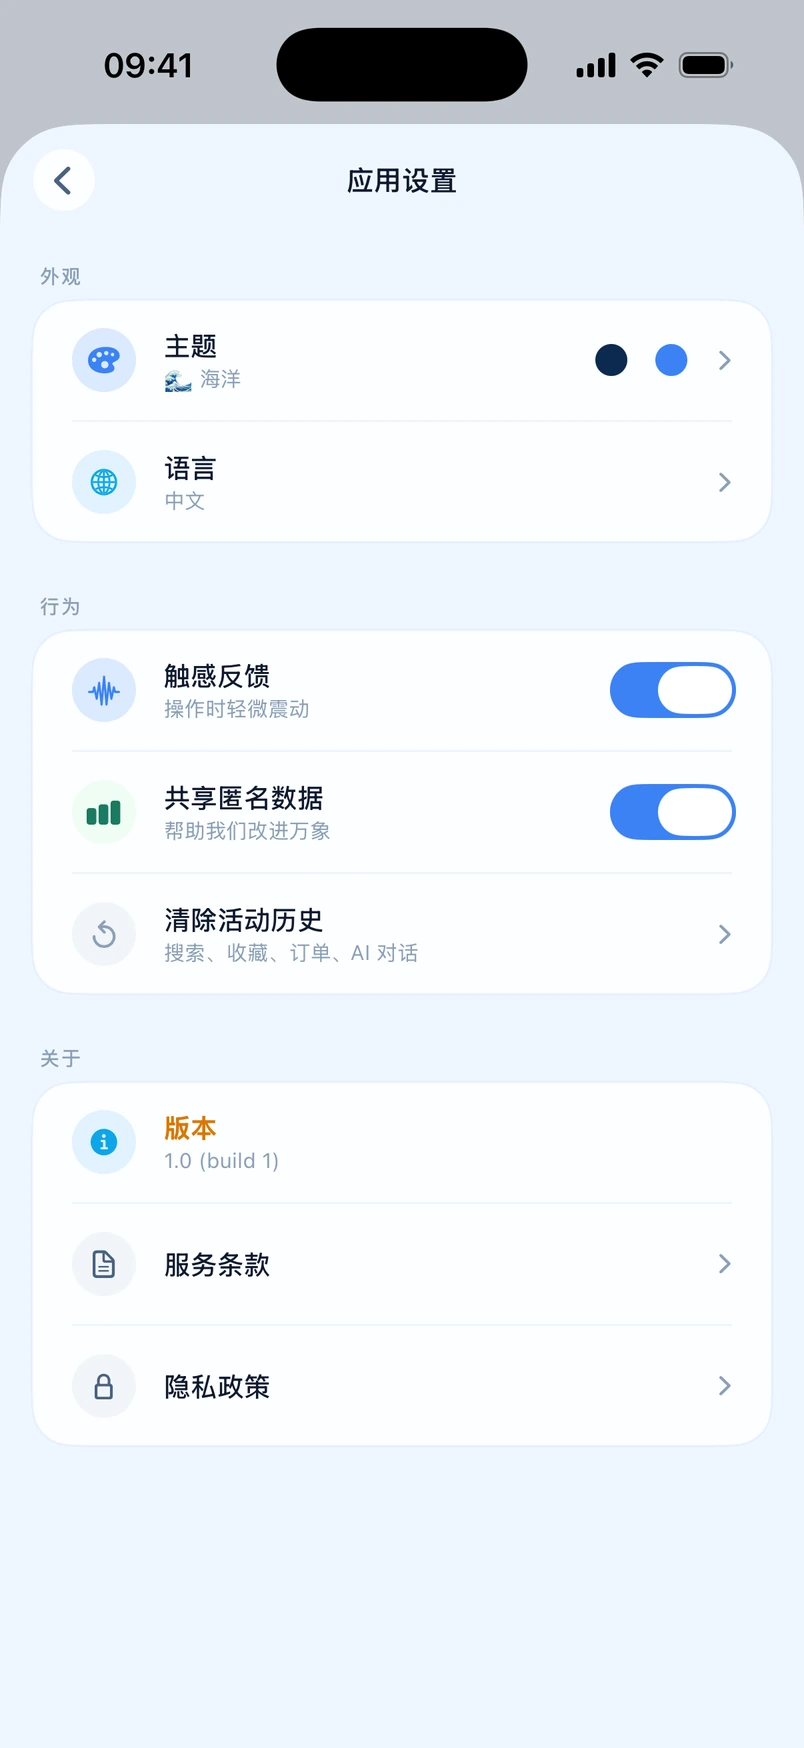 09:41
应用设置
外观
主题
🌊 海洋
语言
中文
行为
触感反馈
操作时轻微震动
共享匿名数据
帮助我们改进万象
清除活动历史
搜索、收藏、订单、AI 对话
关于
版本
1.0 (build 1)
服务条款
隐私政策